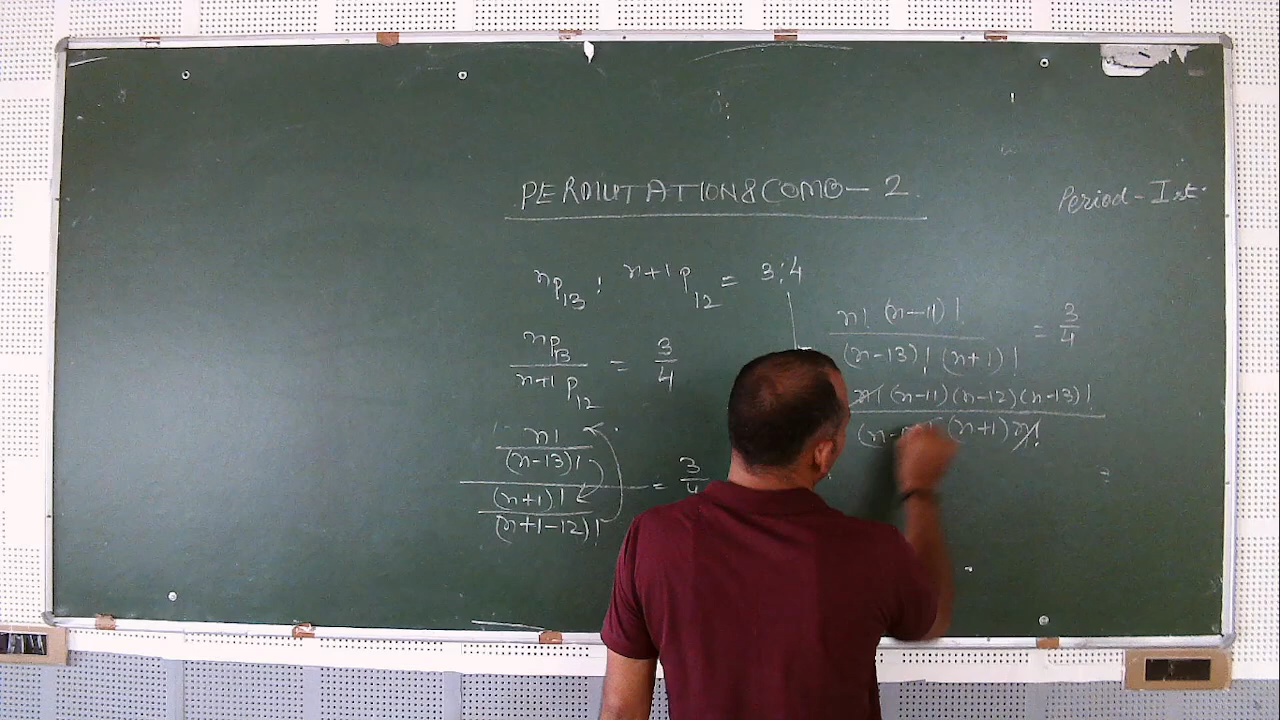 PERMUTATION & COMB - 2
Period - Ist
nP13 : n+1P12 = 3:4
nP13 / n+1P12 = 3/4
n! / (n-13)! / (n+1)! / (n+1-12)! = 3/4
n! (n-11)! / (n-13)! (n+1)! = 3/4
n! (n-11)(n-12)(n-13)! / (n+1) n!